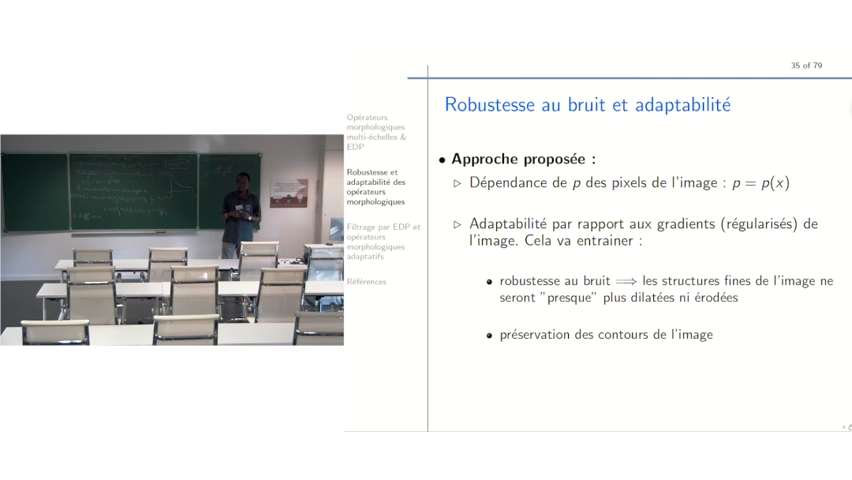 35 of 79
Opérateurs
morphologiques
multi-échelles &
EDP
Robustesse et
adaptabilité des
opérateurs
morphologiques
Filtrage par EDP et
opérateurs
morphologiques
adaptatifs
Références
Robustesse au bruit et adaptabilité
• Approche proposée :
▷ Dépendance de p des pixels de l'image : p = p(x)
▷ Adaptabilité par rapport aux gradients (régularisés) de
l'image. Cela va entrainer :
• robustesse au bruit ⟹ les structures fines de l'image ne
seront "presque" plus dilatées ni érodées
• préservation des contours de l'image